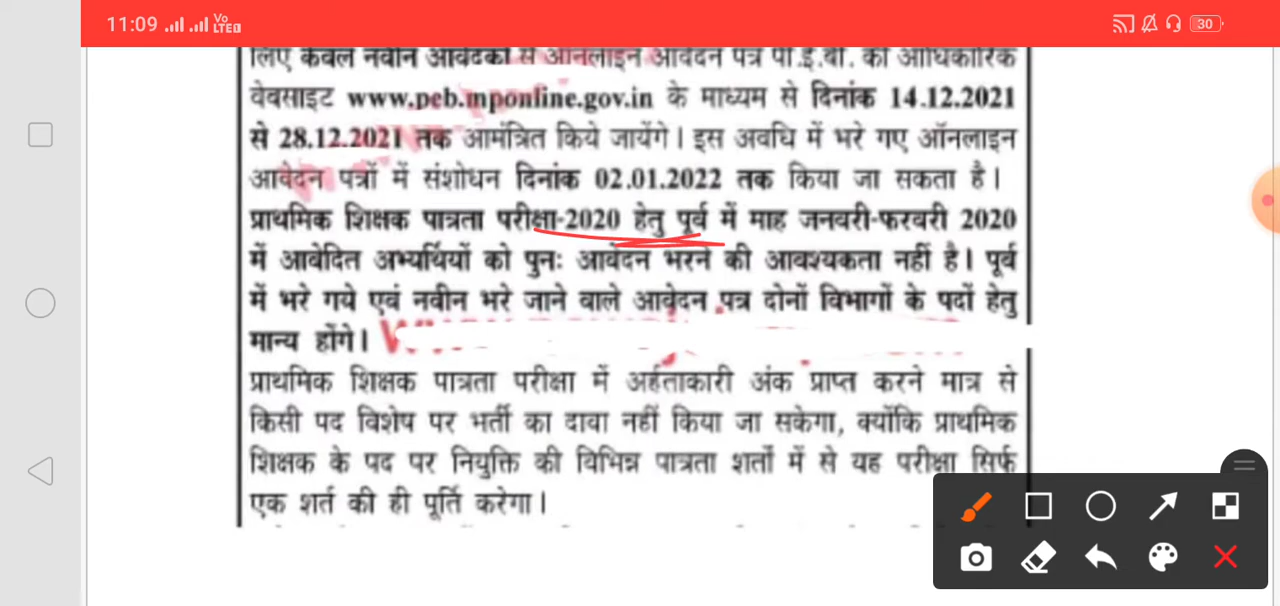 11:09 Vo LTE 30
लिए केवल नवीन आवेदकों से ऑनलाइन आवेदन पत्र पी.ई.बी. की आधिकारिक
वेबसाइट www.peb.mponline.gov.in के माध्यम से दिनांक 14.12.2021
से 28.12.2021 तक आमंत्रित किये जायेंगे। इस अवधि में भरे गए ऑनलाइन
आवेदन पत्रों में संशोधन दिनांक 02.01.2022 तक किया जा सकता है।
प्राथमिक शिक्षक पात्रता परीक्षा-2020 हेतु पूर्व में माह जनवरी-फरवरी 2020
में आवेदित अभ्यर्थियों को पुनः आवेदन भरने की आवश्यकता नहीं है। पूर्व
में भरे गये एवं नवीन भरे जाने वाले आवेदन पत्र दोनों विभागों के पदों हेतु
मान्य होंगे।
प्राथमिक शिक्षक पात्रता परीक्षा में अर्हताकारी अंक प्राप्त करने मात्र से
किसी पद विशेष पर भर्ती का दावा नहीं किया जा सकेगा, क्योंकि प्राथमिक
शिक्षक के पद पर नियुक्ति की विभिन्न पात्रता शर्तो में से यह परीक्षा सिर्फ
एक शर्त की ही पूर्ति करेगा।